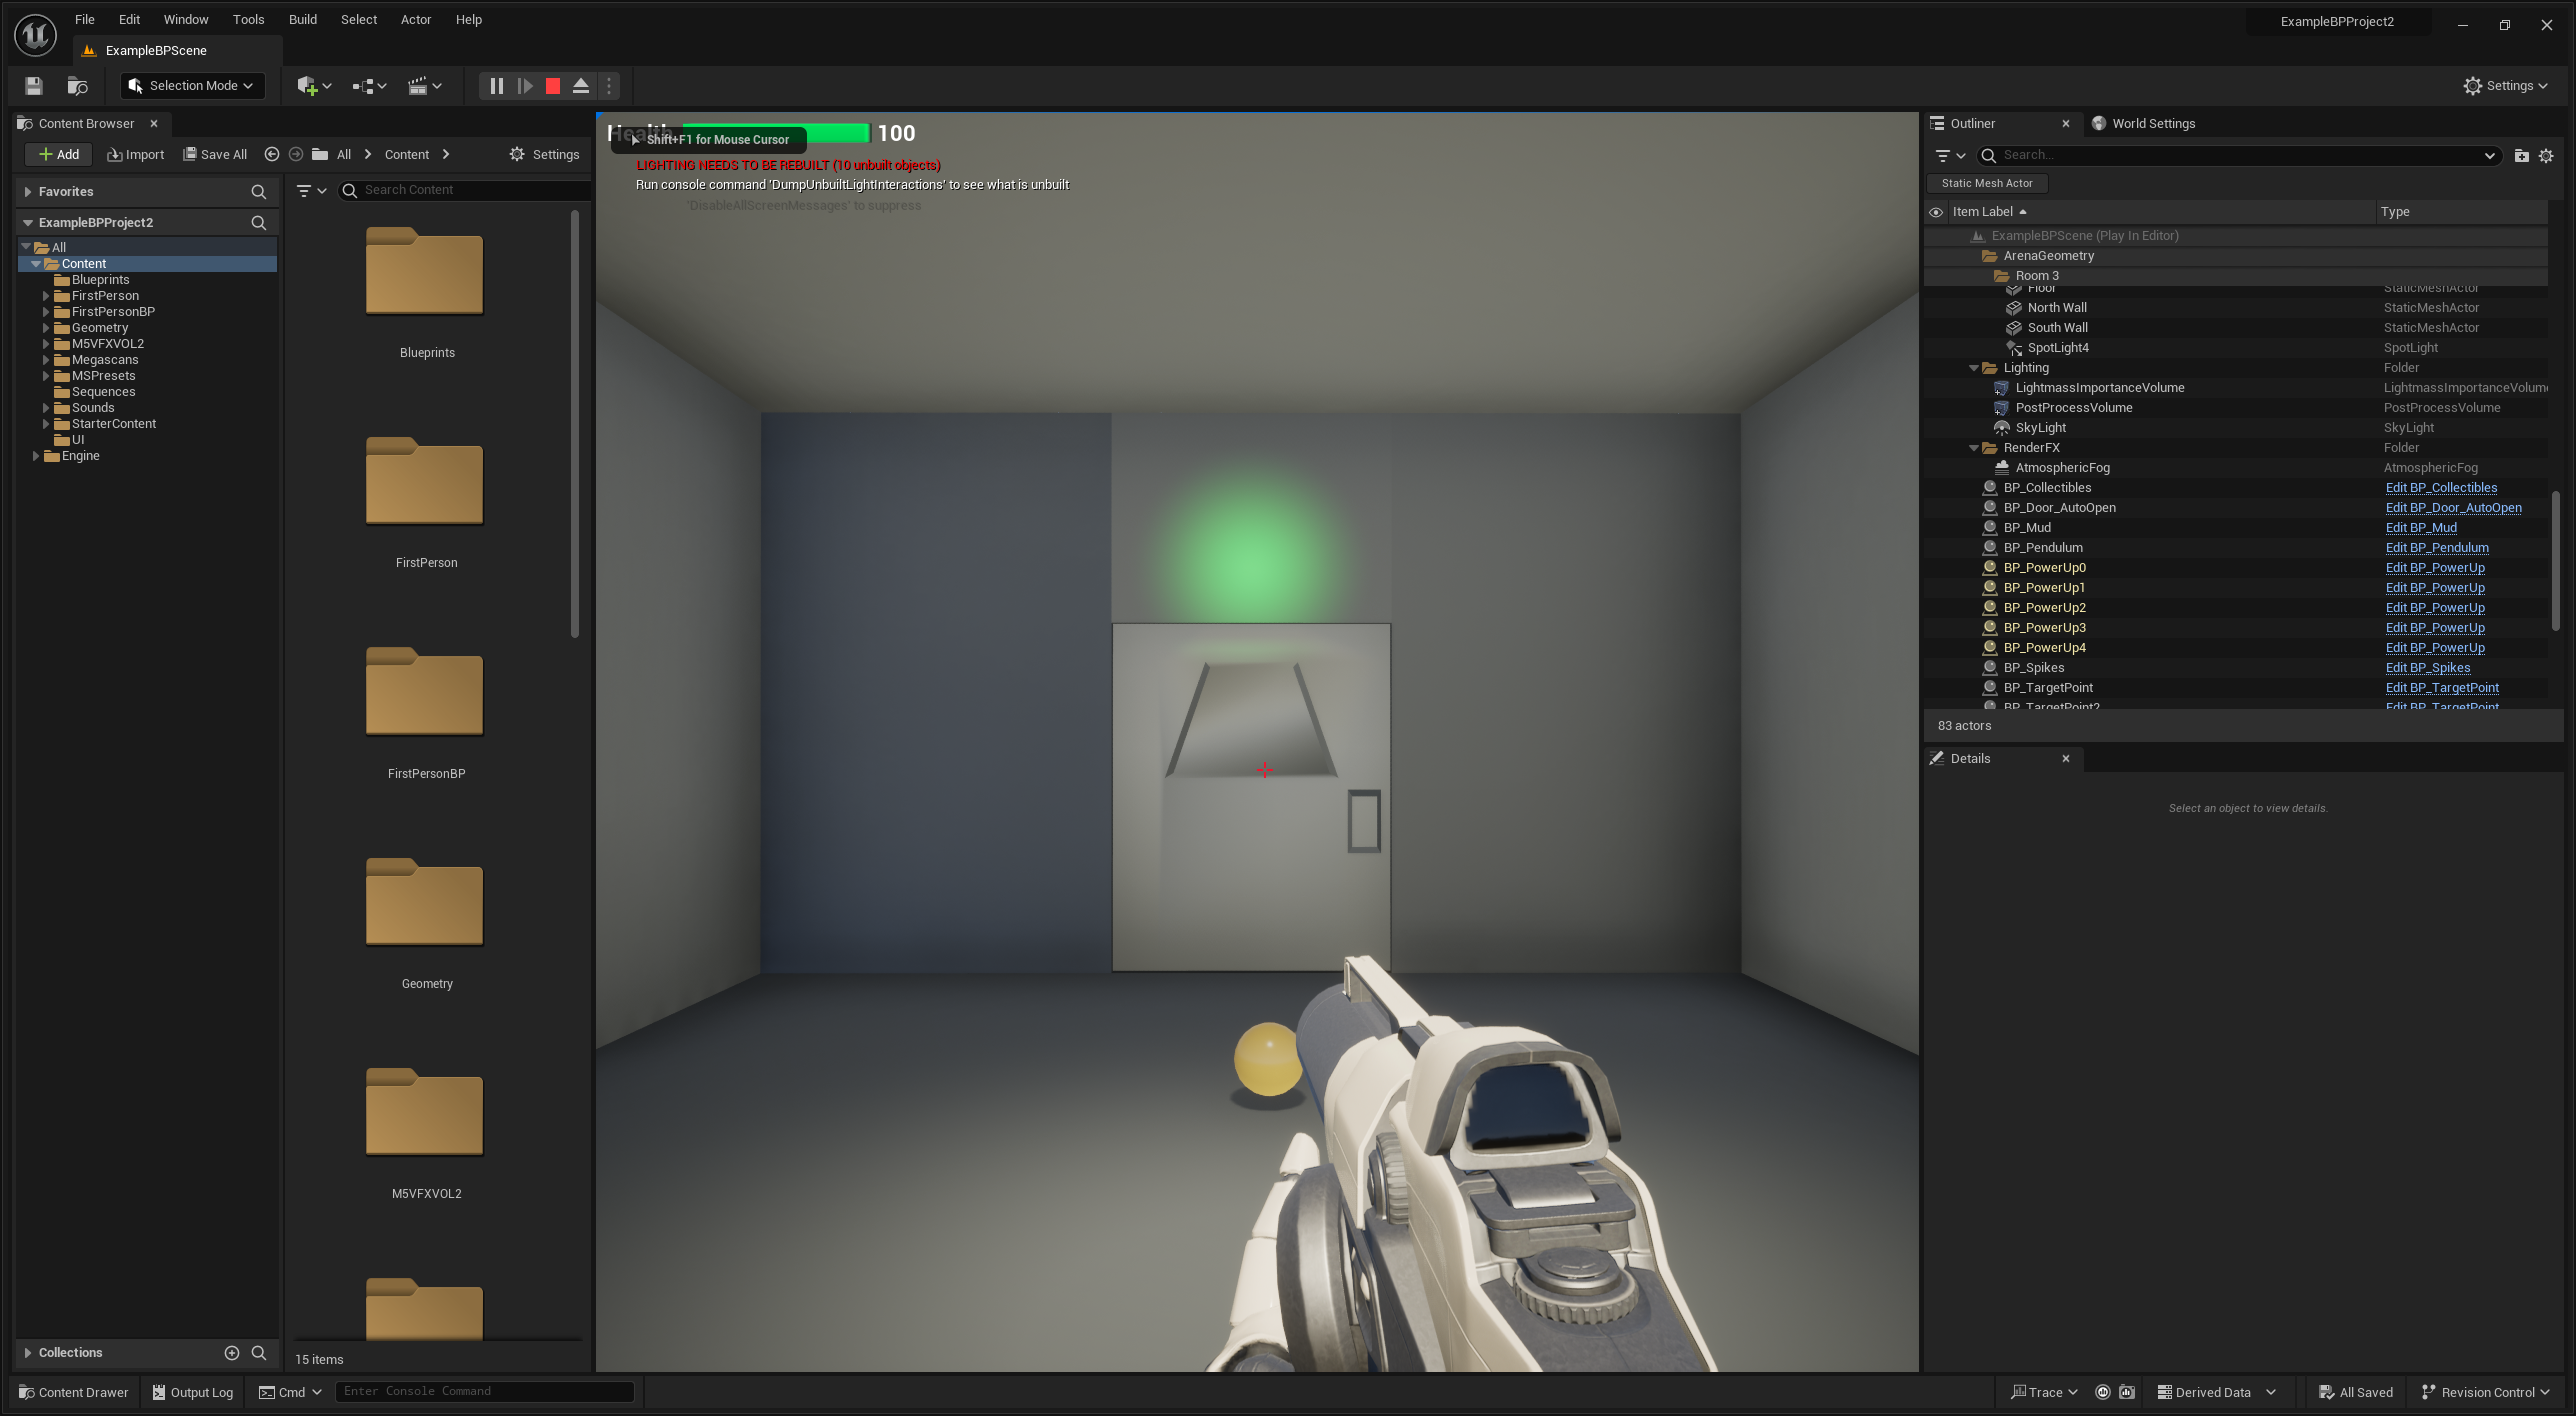 File Edit Window Tools Build Select Actor Help
ExampleBPProject2
ExampleBPScene
Selection Mode
Settings
Content Browser
Add Import Save All All Content Settings
Favorites
Search Content
ExampleBPProject2
All
Content
Blueprints
FirstPerson
FirstPersonBP
Geometry
M5VFXVOL2
Megascans
MSPresets
Sequences
Sounds
StarterContent
UI
Engine
Collections
Blueprints
FirstPerson
FirstPersonBP
Geometry
M5VFXVOL2
15 items
Health 100
Shift+F1 for Mouse Cursor
LIGHTING NEEDS TO BE REBUILT (10 unbuilt objects)
Run console command 'DumpUnbuiltLightInteractions' to see what is unbuilt
'DisableAllScreenMessages' to suppress
Outliner World Settings
Search...
Static Mesh Actor
Item Label Type
ExampleBPScene (Play In Editor)
ArenaGeometry
Room 3
Floor StaticMeshActor
North Wall StaticMeshActor
South Wall StaticMeshActor
SpotLight4 SpotLight
Lighting Folder
LightmassImportanceVolume LightmassImportanceVolum
PostProcessVolume PostProcessVolume
SkyLight SkyLight
RenderFX Folder
AtmosphericFog AtmosphericFog
BP_Collectibles Edit BP_Collectibles
BP_Door_AutoOpen Edit BP_Door_AutoOpen
BP_Mud Edit BP_Mud
BP_Pendulum Edit BP_Pendulum
BP_PowerUp0 Edit BP_PowerUp
BP_PowerUp1 Edit BP_PowerUp
BP_PowerUp2 Edit BP_PowerUp
BP_PowerUp3 Edit BP_PowerUp
BP_PowerUp4 Edit BP_PowerUp
BP_Spikes Edit BP_Spikes
BP_TargetPoint Edit BP_TargetPoint
BP_TargetPoint2 Edit BP_TargetPoint
83 actors
Details
Select an object to view details.
Content Drawer Output Log Cmd Enter Console Command Trace Derived Data All Saved Revision Control